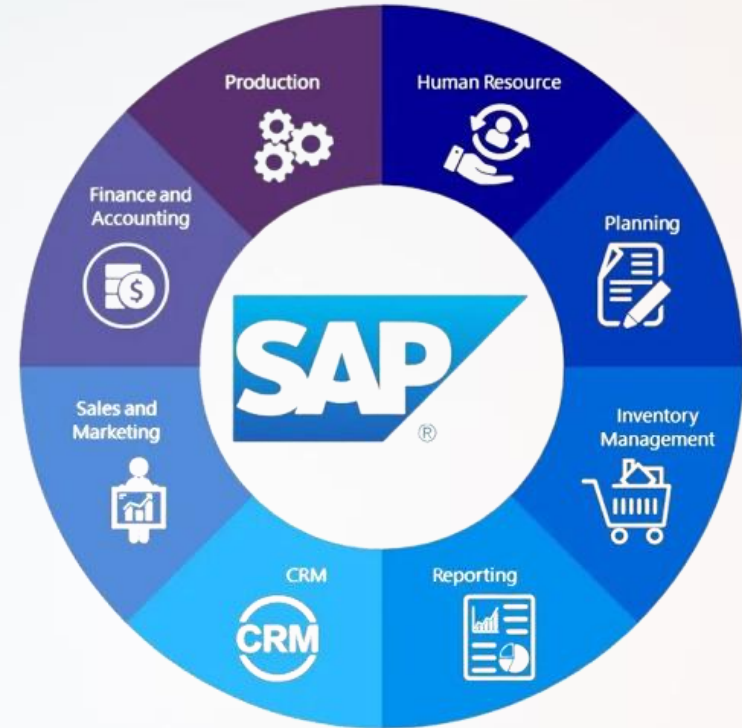 Production
Human Resource
Finance and
Accounting
Planning
SAP
®
Sales and
Marketing
Inventory
Management
CRM
CRM
Reporting
$